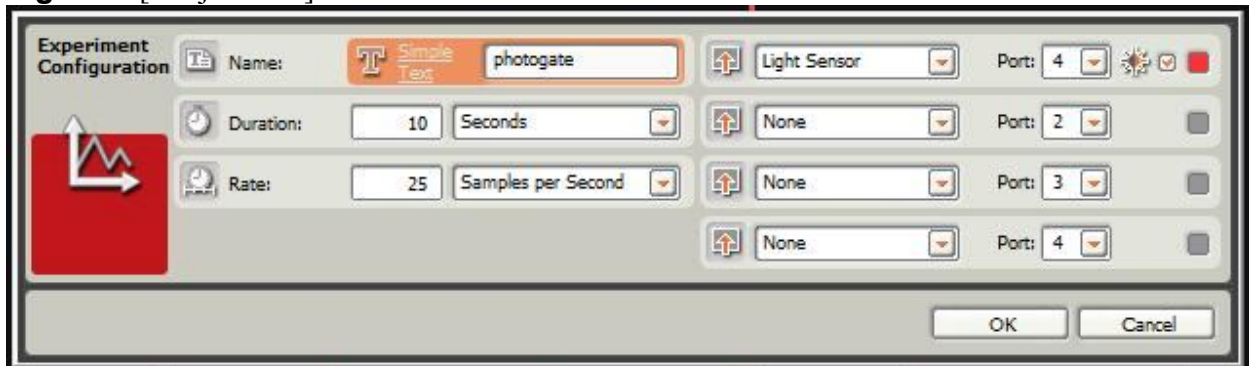 Experiment
Configuration
Name:
Simple
Text
photogate
Light Sensor
Port: 4
Duration:
10
Seconds
None
Port: 2
Rate:
25
Samples per Second
None
Port: 3
None
Port: 4
OK
Cancel